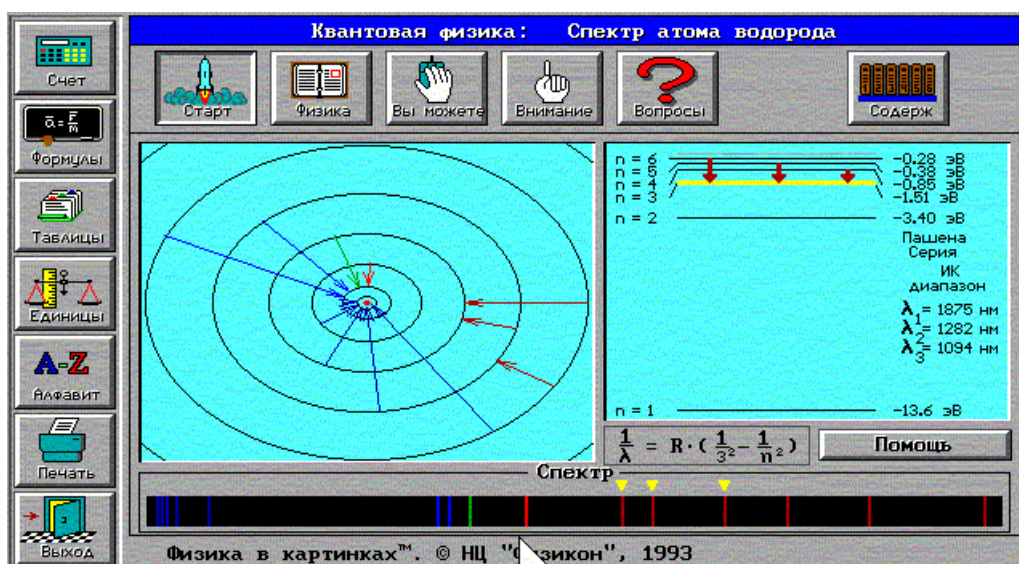 Квантовая физика: Спектр атома водорода
Счет
Формулы
Таблицы
Единицы
A-Z
Алфавит
Печать
Выход
a = F/m
Старт
Физика
Вы можете
Внимание
Вопросы
Содерж
n = 6 -0.28 эВ
n = 5 -0.38 эВ
n = 4 -0.85 эВ
n = 3 -1.51 эВ
n = 2 -3.40 эВ
Пашена
Серия
ИК
диапазон
λ1 = 1875 нм
λ2 = 1282 нм
λ3 = 1094 нм
n = 1 -13.6 эВ
1/λ = R·(1/3² - 1/n²)
Помощь
Спектр
Физика в картинках™. © НЦ "Физикон", 1993